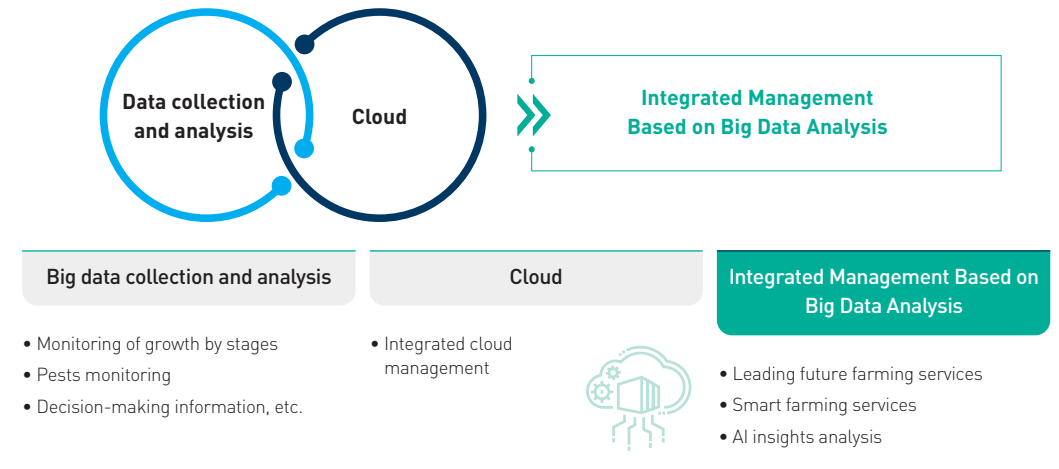 Data collection
and analysis
Cloud
Integrated Management
Based on Big Data Analysis
Big data collection and analysis
• Monitoring of growth by stages
• Pests monitoring
• Decision-making information, etc.
Cloud
• Integrated cloud
management
Integrated Management Based on
Big Data Analysis
• Leading future farming services
• Smart farming services
• AI insights analysis